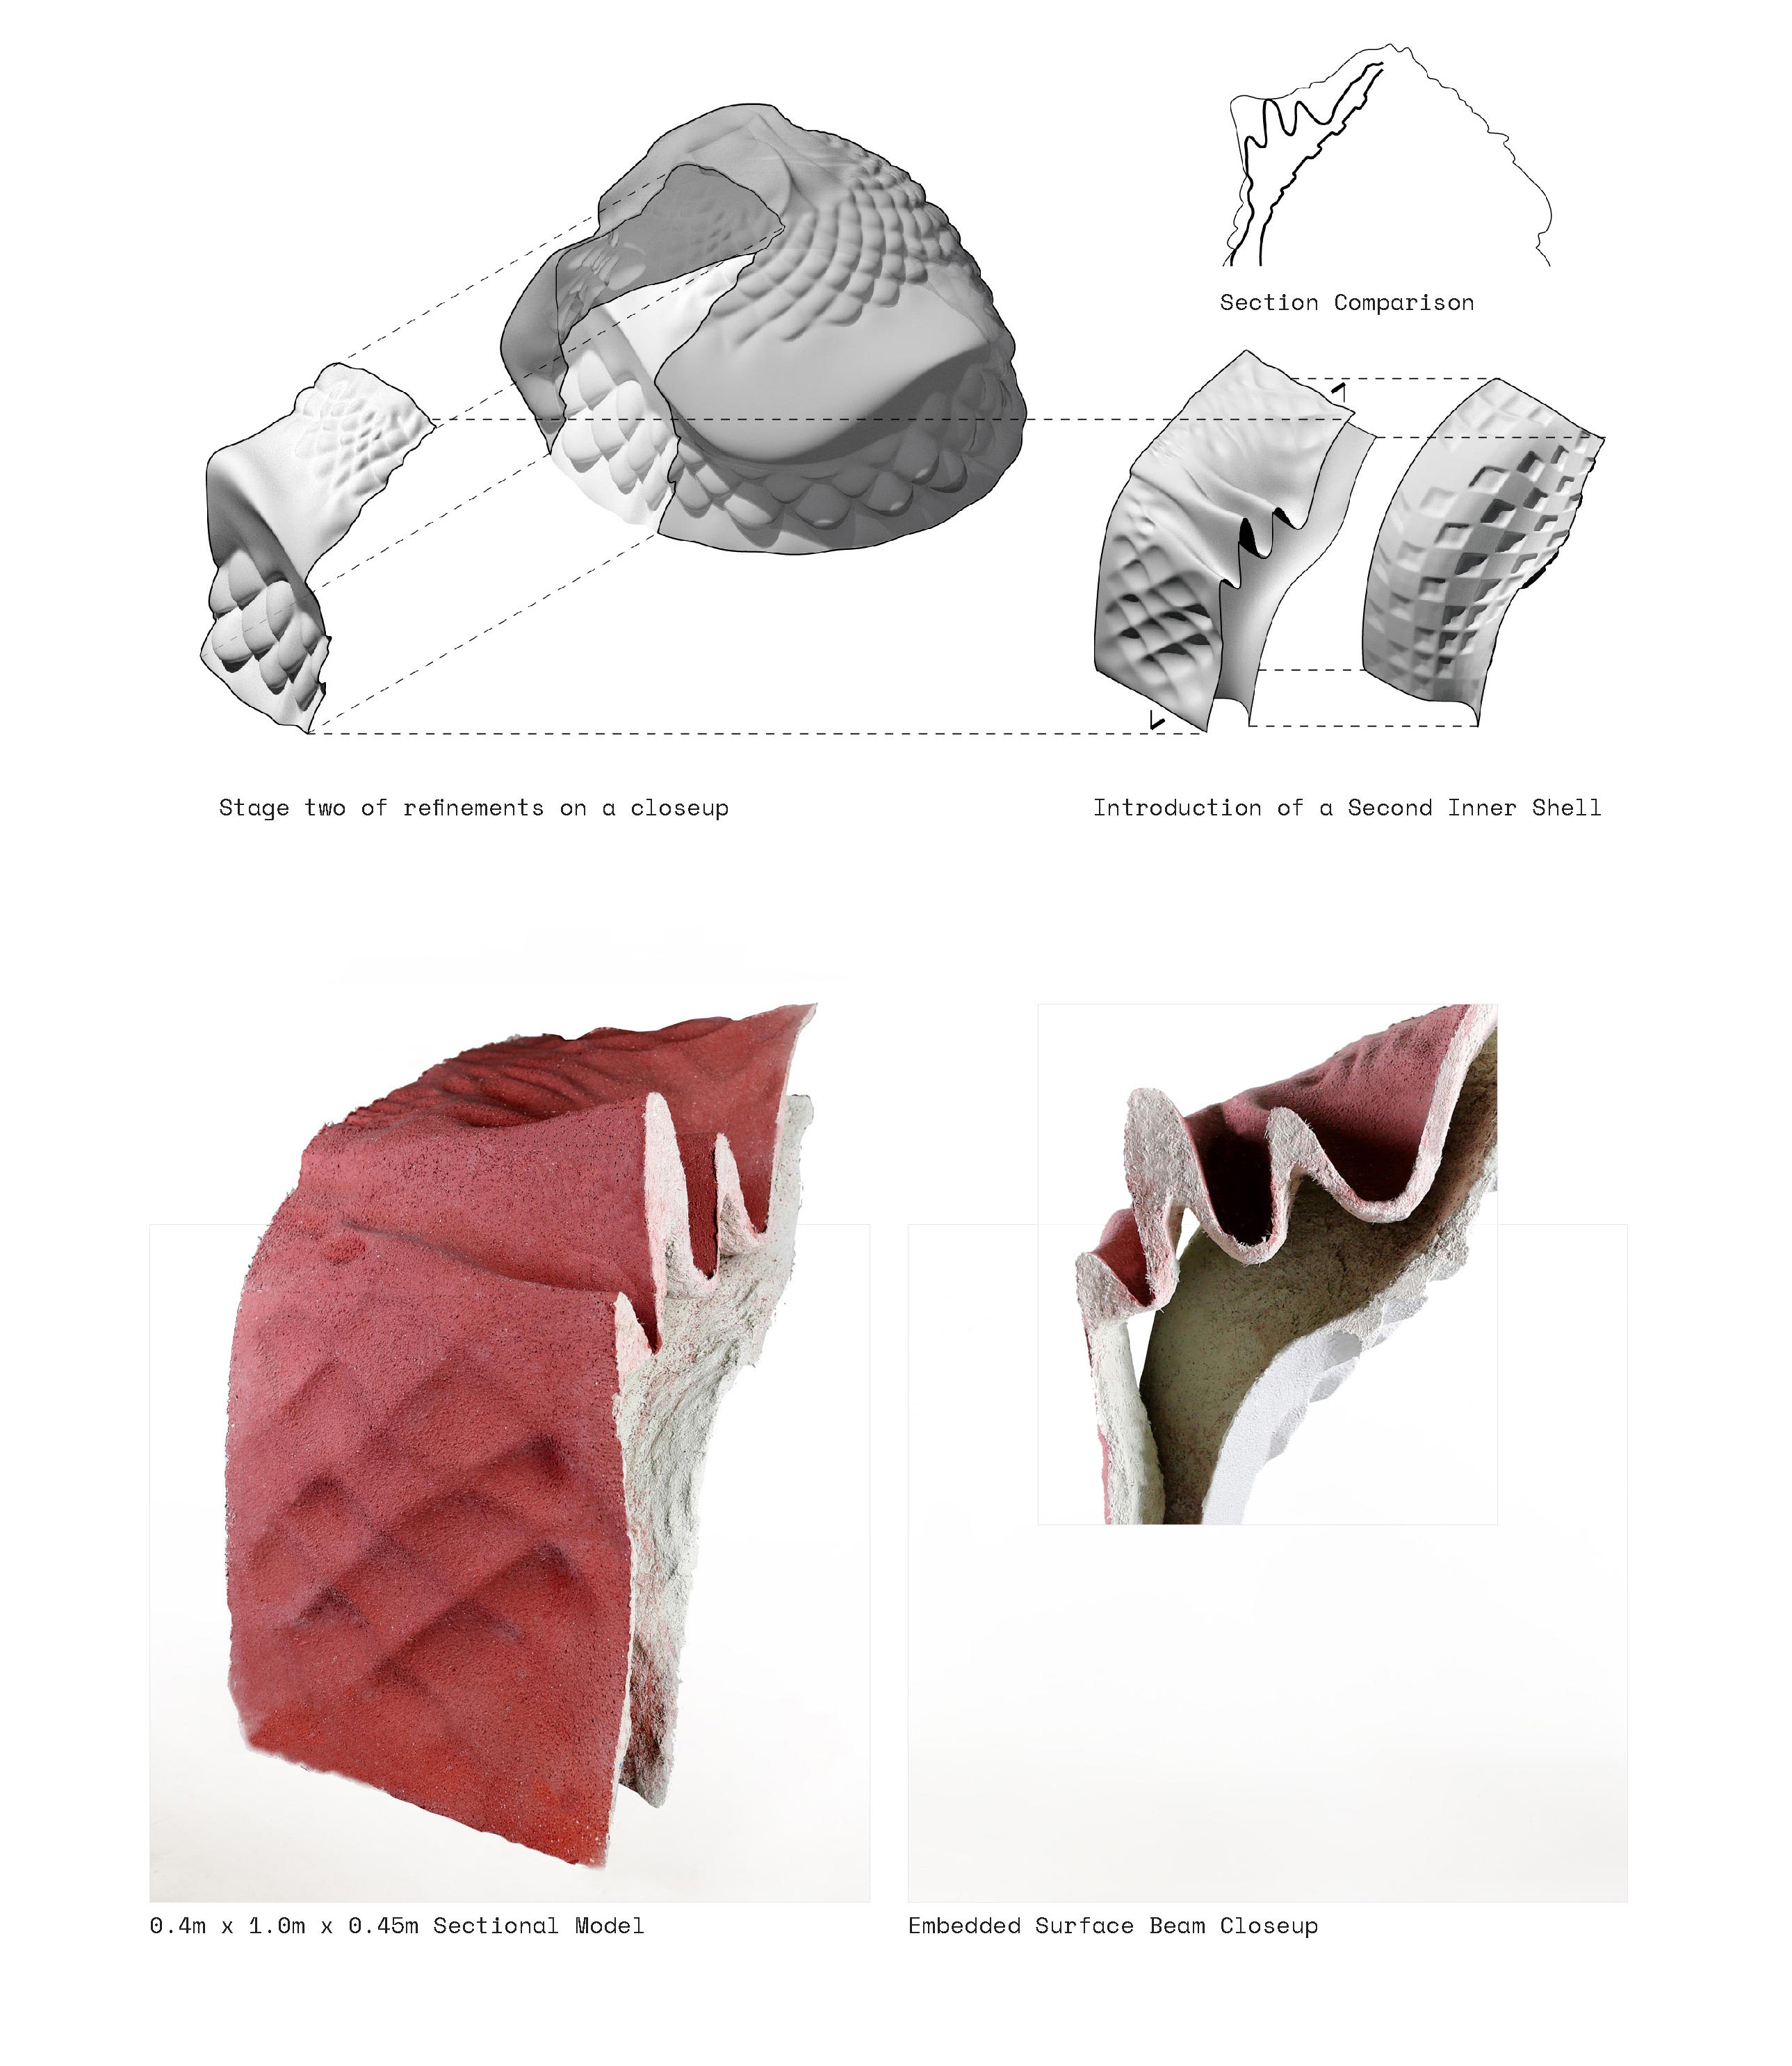 Section Comparison
Stage two of refinements on a closeup
Introduction of a Second Inner Shell
0.4m x 1.0m x 0.45m Sectional Model
Embedded Surface Beam Closeup